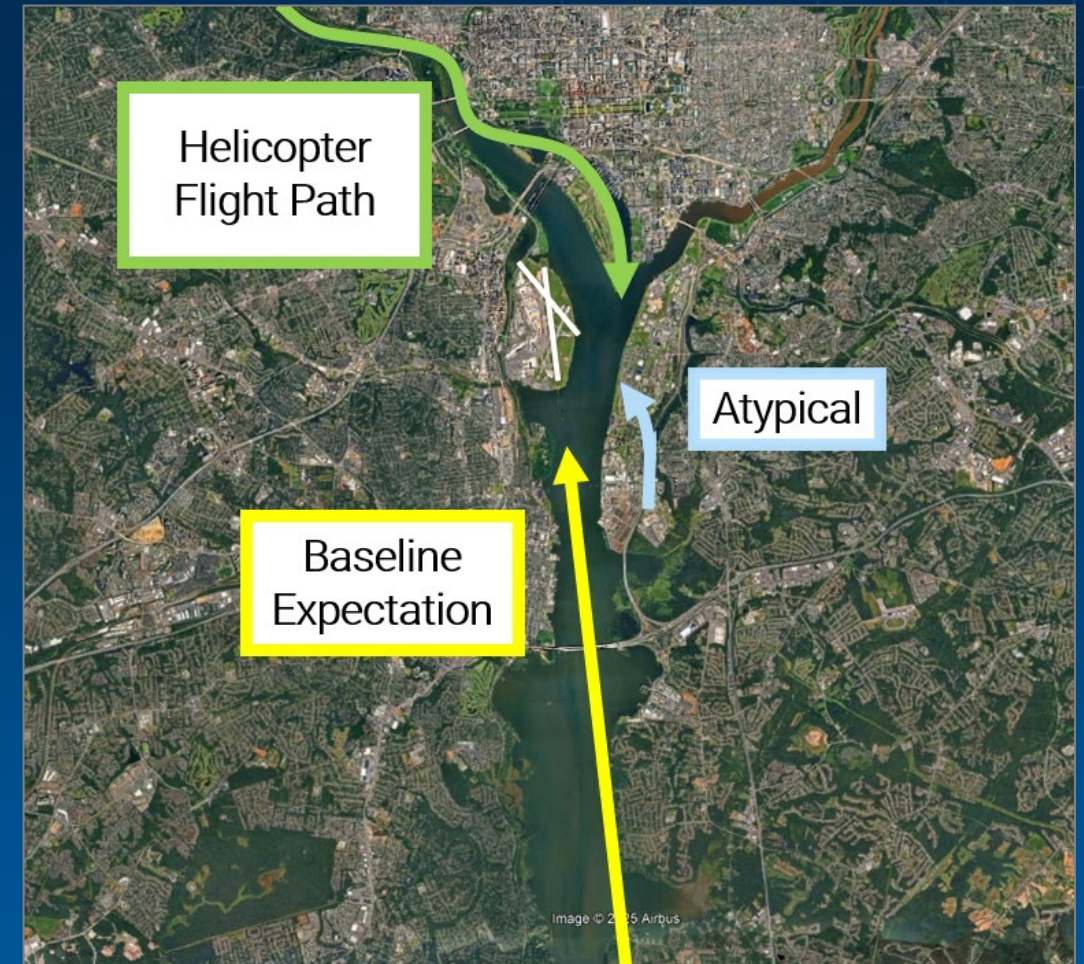 Helicopter
Flight Path
Atypical
Baseline
Expectation
Image © 2025 Airbus